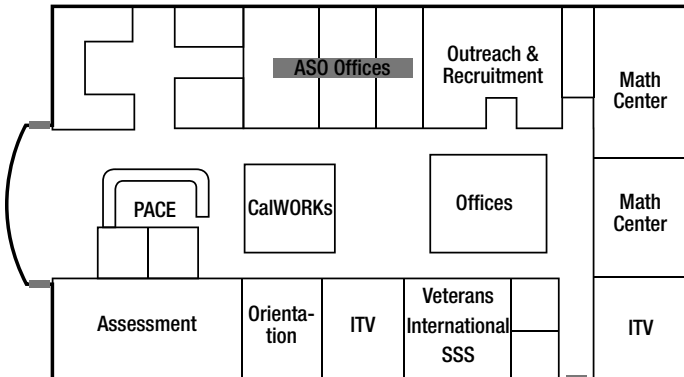 ASO Offices
Outreach &
Recruitment
Math
Center
PACE
CalWORKs
Offices
Math
Center
Assessment
Orienta-
tion
ITV
Veterans
International
SSS
ITV